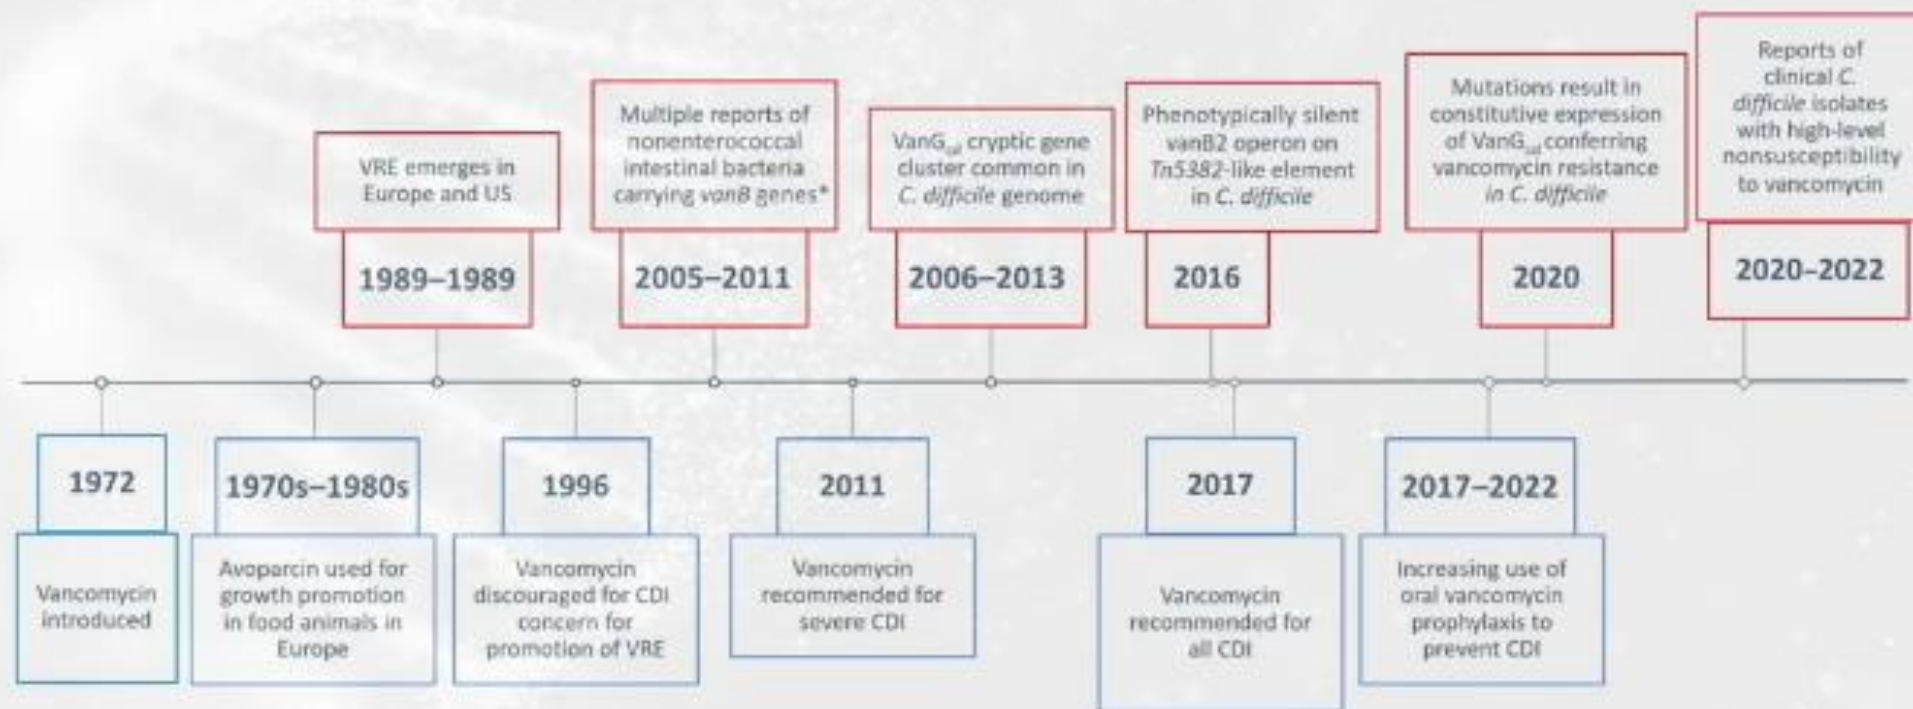 VRE emerges in
Europe and US
1989–1989
Multiple reports of
nonenterococcal
intestinal bacteria
carrying vanB genes*
2005–2011
VanGcd cryptic gene
cluster common in
C. difficile genome
2006–2013
Phenotypically silent
vanB2 operon on
Tn5382-like element
in C. difficile
2016
Mutations result in
constitutive expression
of VanGcd conferring
vancomycin resistance
in C. difficile
2020
Reports of
clinical C.
difficile isolates
with high-level
nonsusceptibility
to vancomycin
2020–2022
1972
Vancomycin
introduced
1970s–1980s
Avoparcin used for
growth promotion
in food animals in
Europe
1996
Vancomycin
discouraged for CDI
concern for
promotion of VRE
2011
Vancomycin
recommended for
severe CDI
2017
Vancomycin
recommended for
all CDI
2017–2022
Increasing use of
oral vancomycin
prophylaxis to
prevent CDI